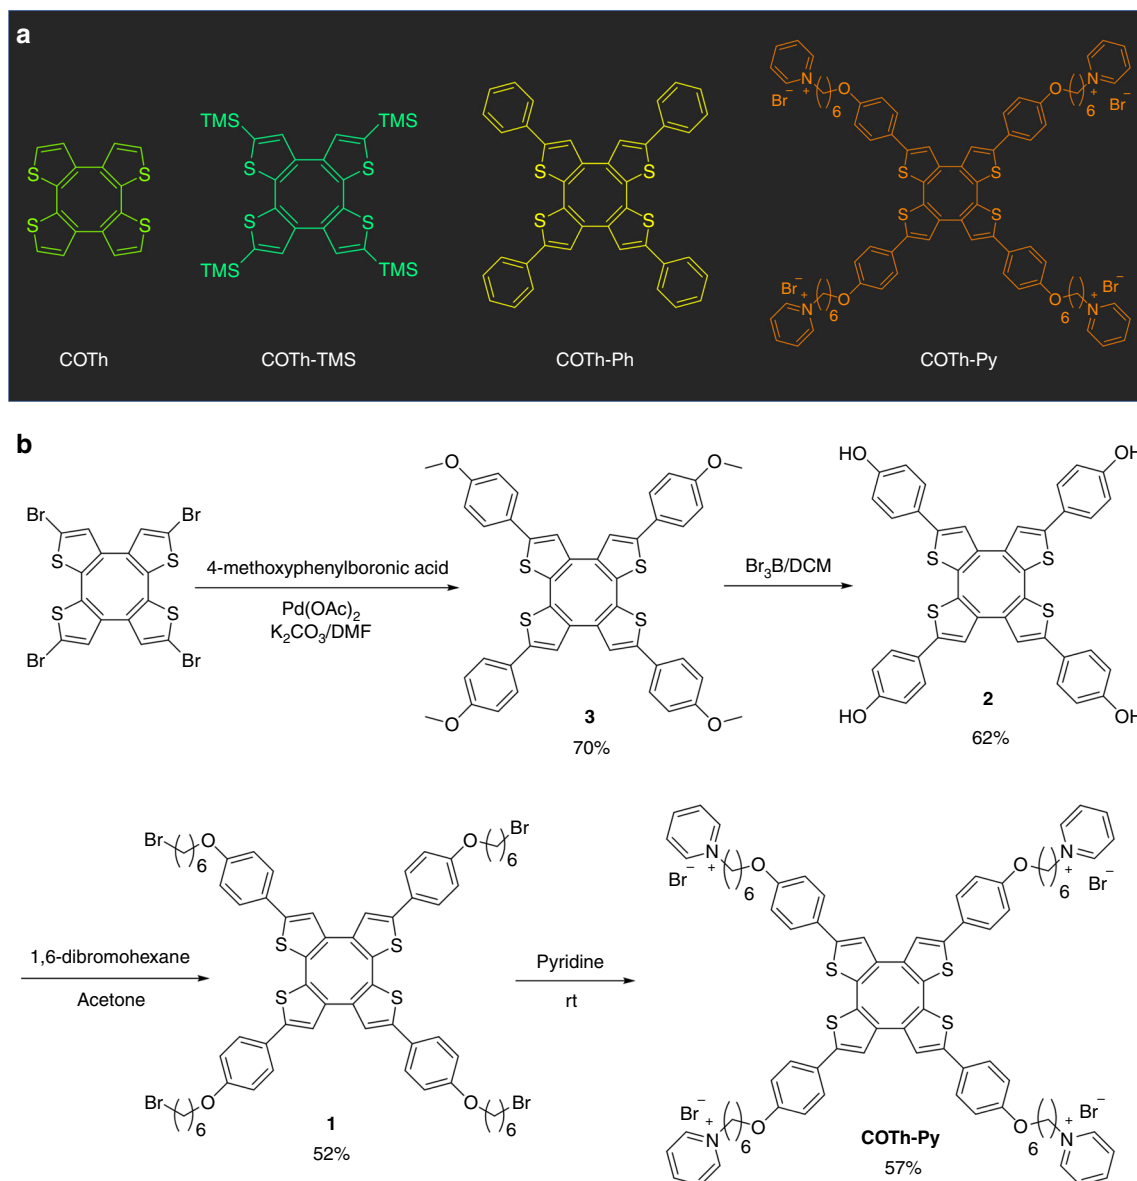 a
N + Br⁻ ( )6 O
O ( )6 N + Br⁻
TMS TMS
S S
S S
S S
S S
S S
S S
S S
S S
TMS TMS
Br⁻ N + ( )6 O
O ( )6 N + Br⁻
COTh COTh-TMS COTh-Ph COTh-Py
b
Br Br
S S
S S
Br Br
4-methoxyphenylboronic acid
Pd(OAc)₂
K₂CO₃/DMF
O O
S S
S S
O O
3
70%
Br₃B/DCM
HO OH
S S
S S
HO OH
2
62%
1,6-dibromohexane
Acetone
Br ( )6 O
O ( )6 Br
S S
S S
Br ( )6 O
O ( )6 Br
1
52%
Pyridine
rt
N + Br⁻ ( )6 O
O ( )6 N + Br⁻
S S
S S
Br⁻ N + ( )6 O
O ( )6 N + Br⁻
COTh-Py
57%